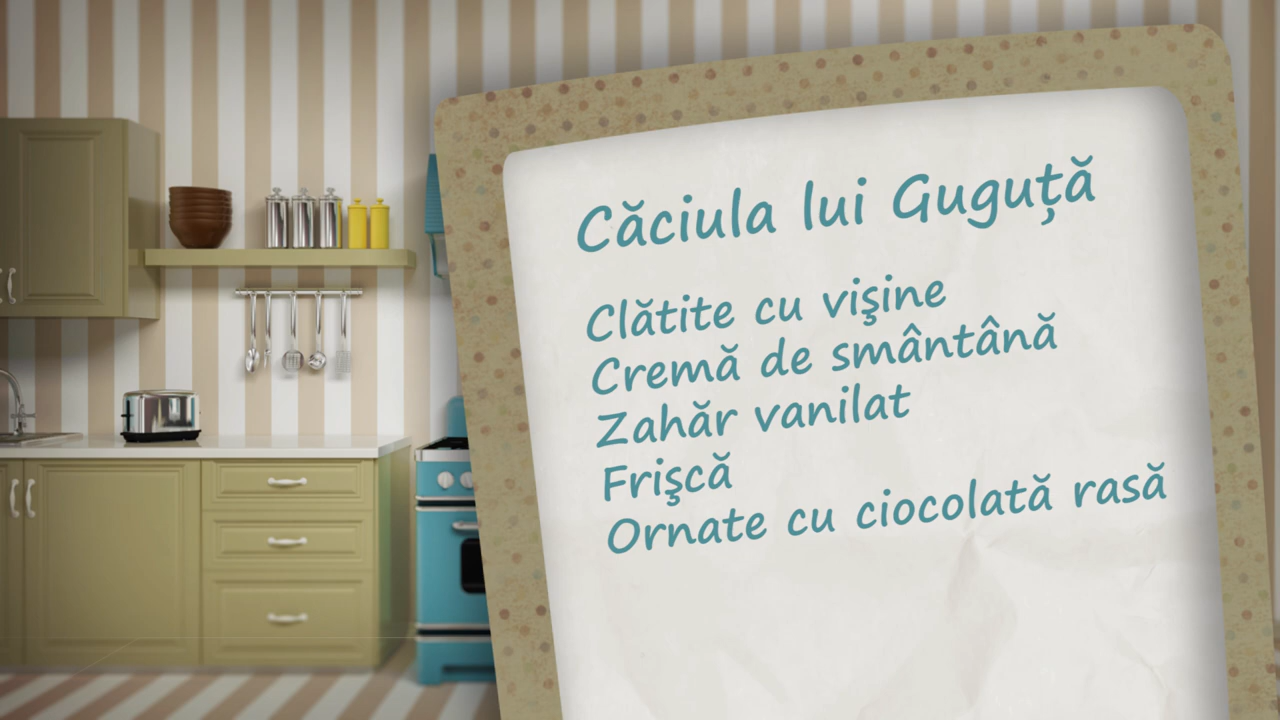 Căciula lui Guguță
Clătite cu vişine
Cremă de smântână
Zahăr vanilat
Frişcă
Ornate cu ciocolată rasă